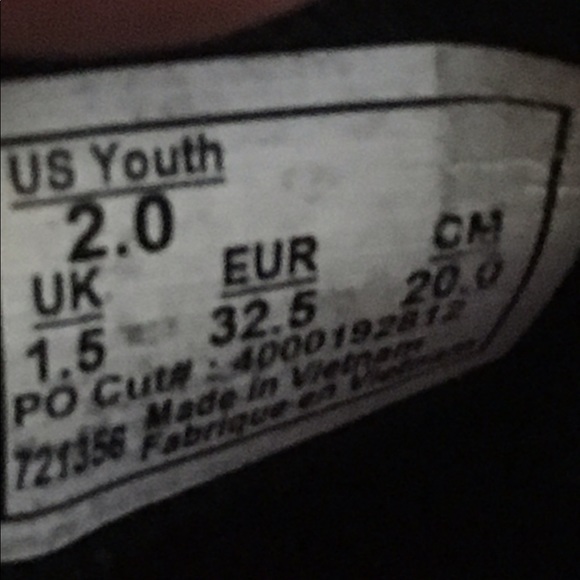 US Youth
2.0
UK EUR CM
1.5 32.5 20.0
PO Cut# : 4000192812
721356 Made in Vietnam
Fabrique en Vietnam